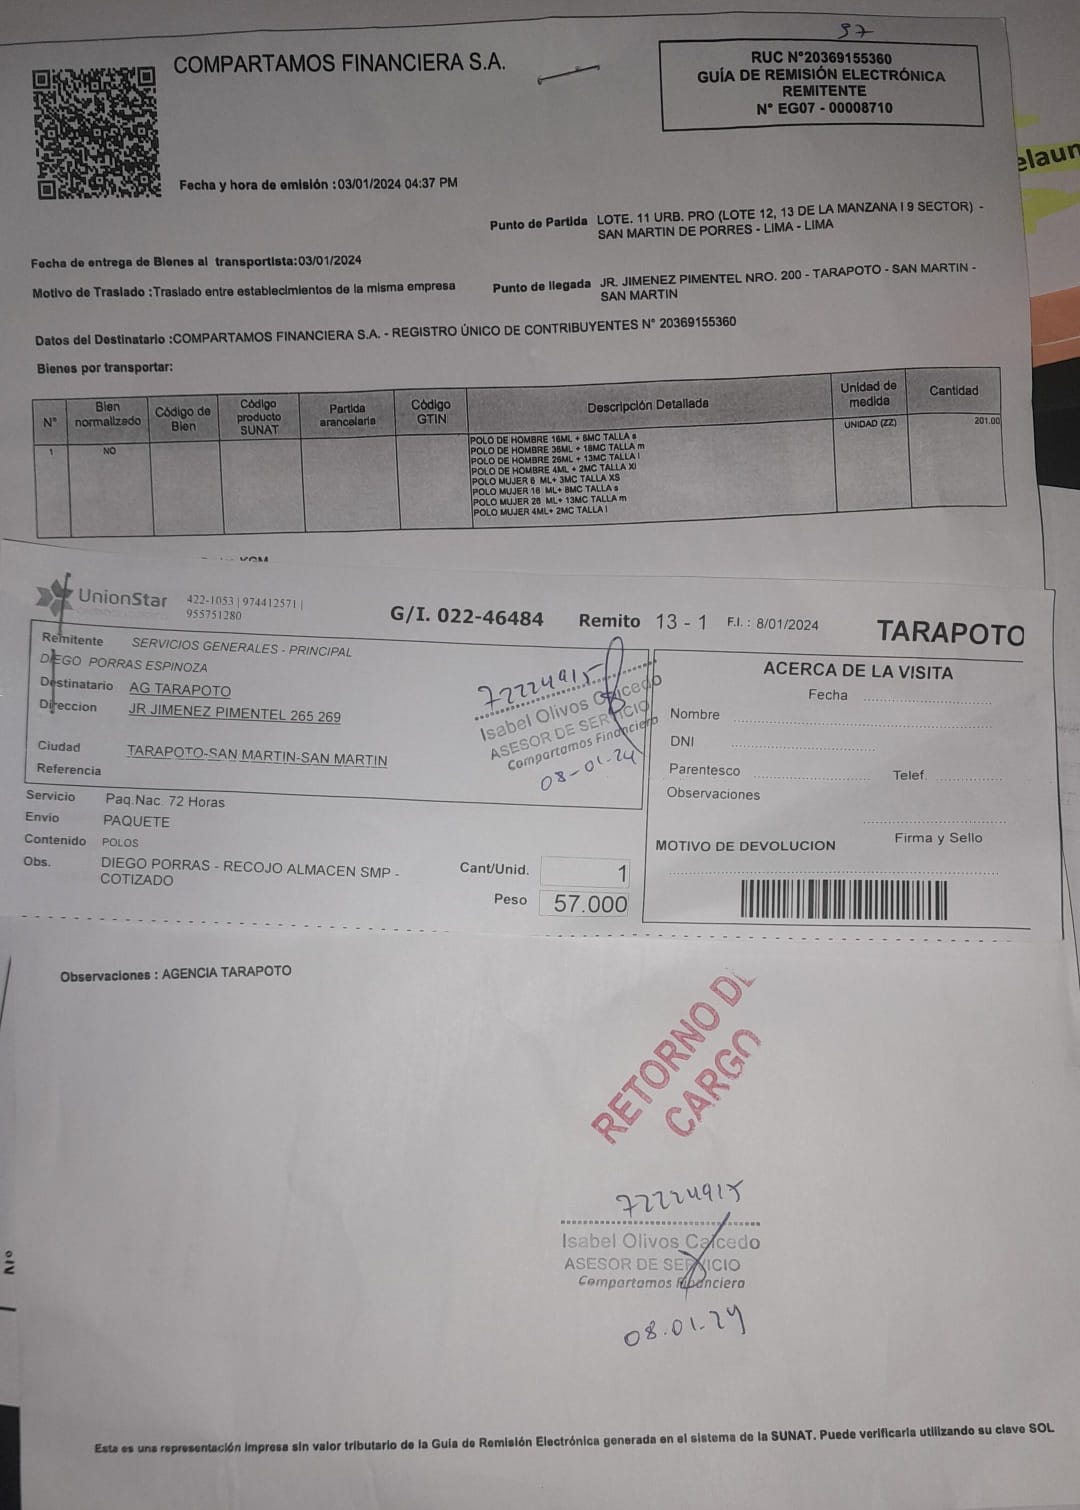 97
COMPARTAMOS FINANCIERA S.A.
RUC N°20369155360
GUÍA DE REMISIÓN ELECTRÓNICA
REMITENTE
N° EG07 - 00008710
elaun
Fecha y hora de emisión :03/01/2024 04:37 PM
Punto de Partida LOTE. 11 URB. PRO (LOTE 12, 13 DE LA MANZANA I 9 SECTOR) -
SAN MARTIN DE PORRES - LIMA - LIMA
Fecha de entrega de Bienes al transportista:03/01/2024
Motivo de Traslado :Traslado entre establecimientos de la misma empresa
Punto de llegada JR. JIMENEZ PIMENTEL NRO. 200 - TARAPOTO - SAN MARTIN -
SAN MARTIN
Datos del Destinatario :COMPARTAMOS FINANCIERA S.A. - REGISTRO ÚNICO DE CONTRIBUYENTES N° 20369155360
Bienes por transportar:
N° Bien normalizado Código de Bien Código producto SUNAT Partida arancelaria Código GTIN Descripción Detallada Unidad de medida Cantidad
1 NO POLO DE HOMBRE 16ML + 8MC TALLA s UNIDAD (ZZ) 201.00
POLO DE HOMBRE 36ML + 18MC TALLA m
POLO DE HOMBRE 26ML + 13MC TALLA l
POLO DE HOMBRE 4ML + 2MC TALLA Xl
POLO MUJER 6 ML+ 3MC TALLA XS
POLO MUJER 16 ML+ 8MC TALLA s
POLO MUJER 26 ML+ 13MC TALLA m
POLO MUJER 4ML+ 2MC TALLA l
UnionStar 422-1053 | 974412571 |
955751280
G/I. 022-46484 Remito 13 - 1 F.I. : 8/01/2024 TARAPOTO
Remitente SERVICIOS GENERALES - PRINCIPAL
DIEGO PORRAS ESPINOZA
Destinatario AG TARAPOTO
Direccion JR JIMENEZ PIMENTEL 265 269
Ciudad TARAPOTO-SAN MARTIN-SAN MARTIN
Referencia
72224915
Isabel Olivos Caicedo
ASESOR DE SERVICIO
Compartamos Financiera
08-01-24
ACERCA DE LA VISITA
Fecha
Nombre
DNI
Parentesco Telef.
Observaciones
Firma y Sello
MOTIVO DE DEVOLUCION
Servicio Paq.Nac. 72 Horas
Envio PAQUETE
Contenido POLOS
Obs. DIEGO PORRAS - RECOJO ALMACEN SMP -
COTIZADO
Cant/Unid. 1
Peso 57.000
Observaciones : AGENCIA TARAPOTO
RETORNO DE
CARGO
72224915
Isabel Olivos Caicedo
ASESOR DE SERVICIO
Compartamos Financiera
08.01.24
Esta es una representación impresa sin valor tributario de la Guia de Remisión Electrónica generada en el sistema de la SUNAT. Puede verificarla utilizando su clave SOL